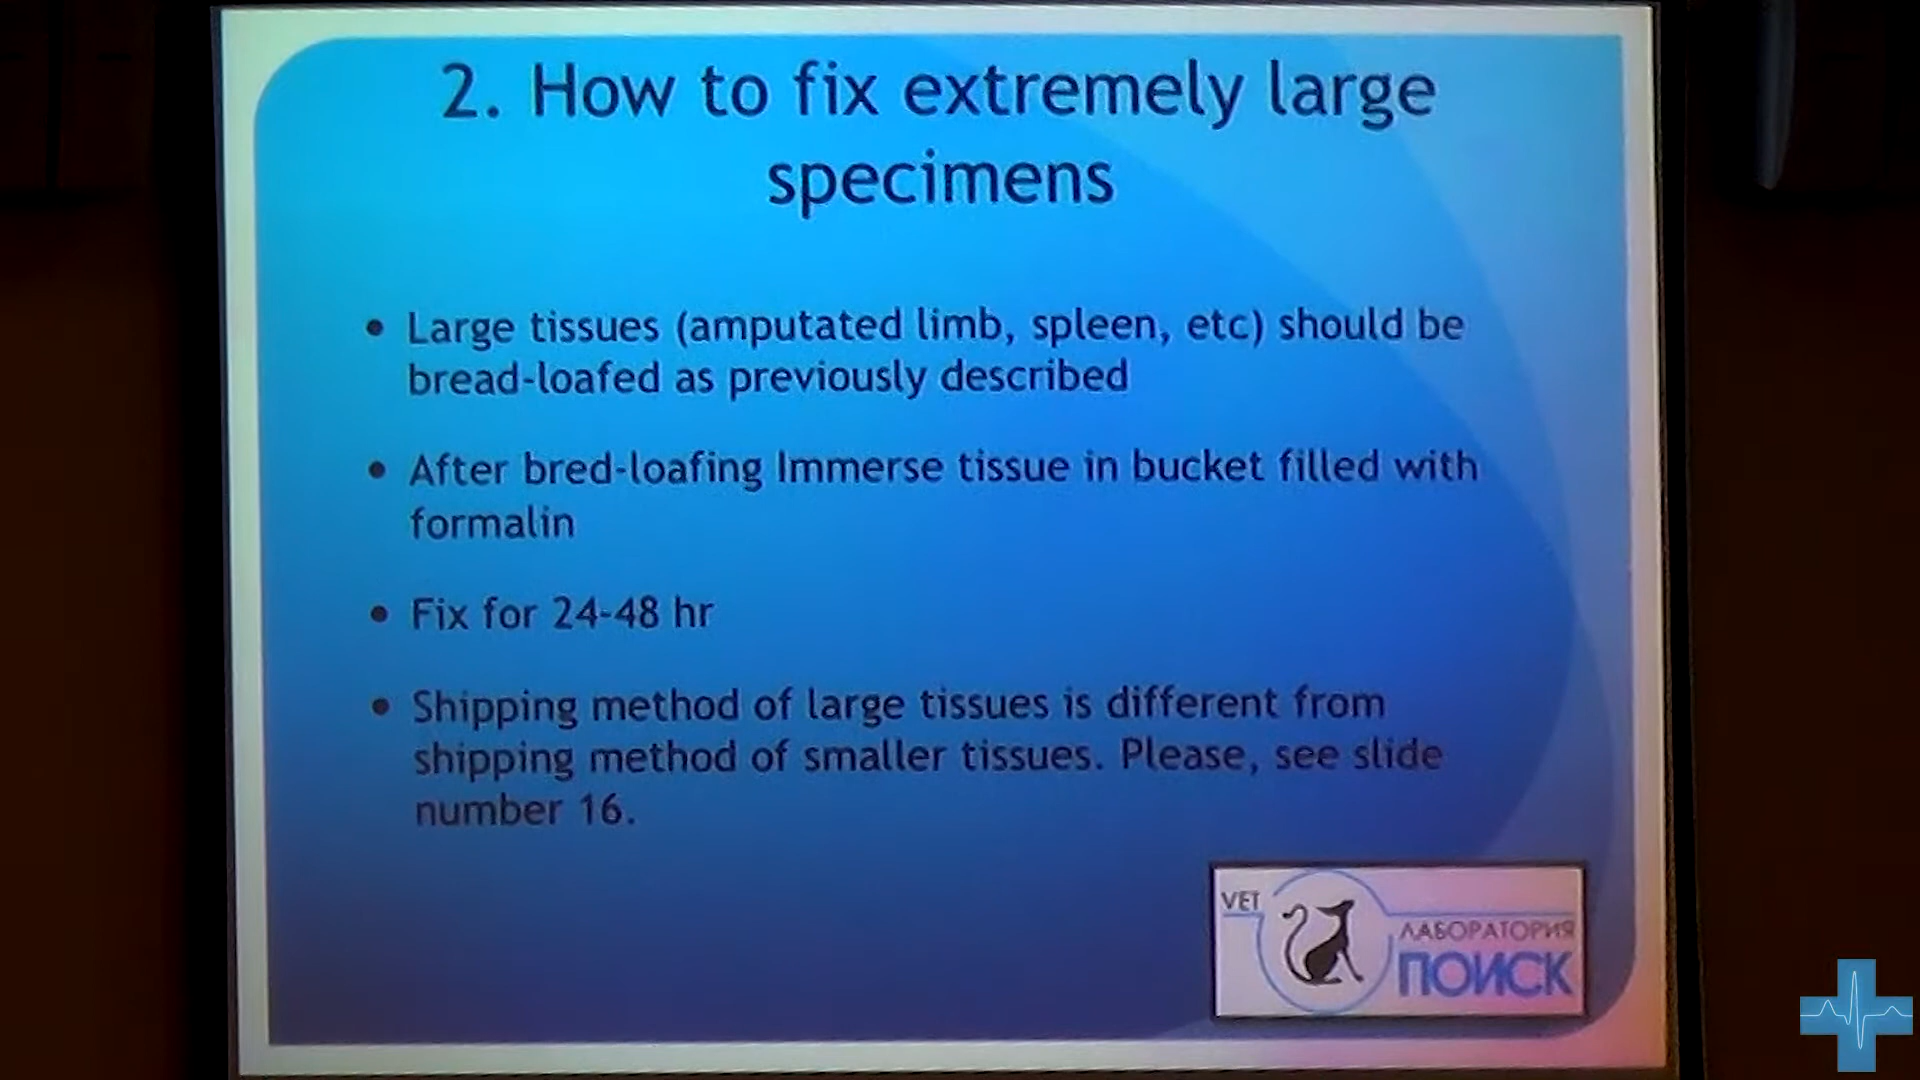 2. How to fix extremely large
specimens
• Large tissues (amputated limb, spleen, etc) should be
bread-loafed as previously described
• After bred-loafing Immerse tissue in bucket filled with
formalin
• Fix for 24-48 hr
• Shipping method of large tissues is different from
shipping method of smaller tissues. Please, see slide
number 16.
VET
ЛАБОРАТОРИЯ
ПОИСК